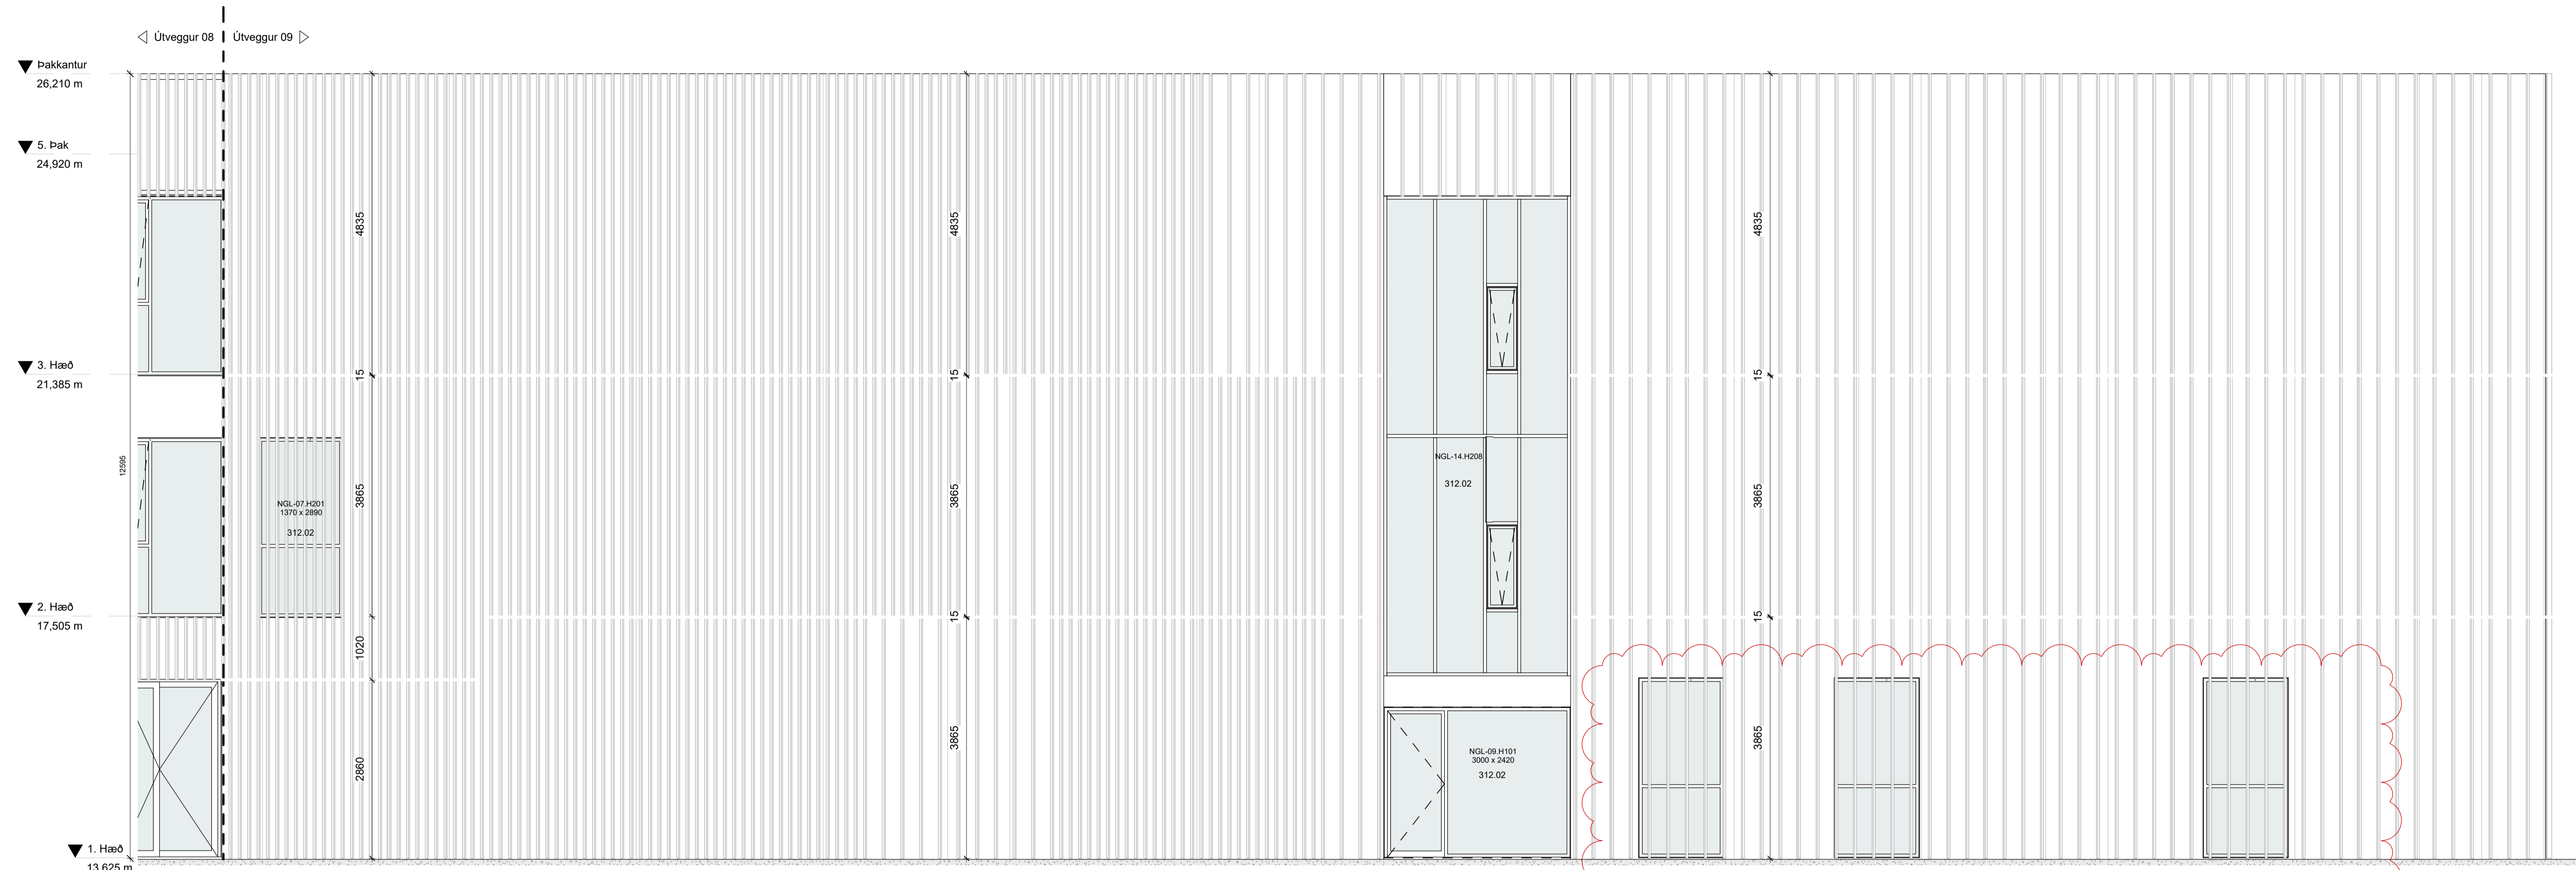 Útveggur 08
Útveggur 09
Þakkantur
26,210 m
5. Þak
24,920 m
3. Hæð
21,385 m
2. Hæð
17,505 m
1. Hæð
13,625 m
12595
4835
15
3865
1020
2860
NGL-07.H201
1370 x 2890
312.02
4835
15
3865
15
3865
NGL-14.H208
312.02
NGL-09.H101
3000 x 2420
312.02
4835
15
3865
15
3865